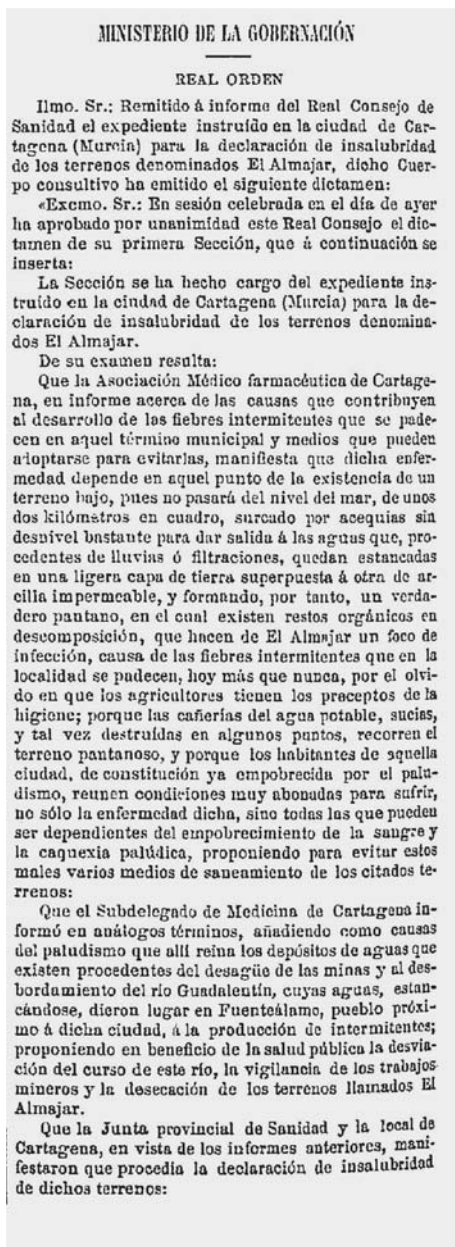 MINISTERIO DE LA GOBERNACIÓN
REAL ORDEN
Ilmo. Sr.: Remitido á informe del Real Consejo de
Sanidad el expediente instruído en la ciudad de Car-
tagena (Murcia) para la declaración de insalubridad
de los terrenos denominados El Almajar, dicho Cuer-
po consultivo ha emitido el siguiente dictamen:
«Excmo. Sr.: En sesión celebrada en el día de ayer
ha aprobado por unanimidad este Real Consejo el dic-
tamen de su primera Sección, que á continuación se
inserta:
La Sección se ha hecho cargo del expediente ins-
truído en la ciudad de Cartagena (Murcia) para la de-
claración de insalubridad de los terrenos denomina-
dos El Almajar.
De su examen resulta:
Que la Asociación Médico farmacéutica de Cartage-
na, en informe acerca de las causas que contribuyen
al desarrollo de las fiebres intermitentes que se pade-
cen en aquel término municipal y medios que pueden
adoptarse para evitarlas, manifiesta que dicha enfer-
medad depende en aquel punto de la existencia de un
terreno bajo, pues no pasará del nivel del mar, de unos
dos kilómetros en cuadro, surcado por acequias sin
desnivel bastante para dar salida á las aguas que, pro-
cedentes de lluvias ó filtraciones, quedan estancadas
en una ligera capa de tierra superpuesta á otra de ar-
cilla impermeable, y formando, por tanto, un verda-
dero pantano, en el cual existen restos orgánicos en
descomposición, que hacen de El Almajar un foco de
infección, causa de las fiebres intermitentes que en la
localidad se padecen, hoy más que nunca, por el olvi-
do en que los agricultores tienen los preceptos de la
higiene; porque las cañerías del agua potable, sucias,
y tal vez destruídas en algunos puntos, recorren el
terreno pantanoso, y porque los habitantes de aquella
ciudad, de constitución ya empobrecida por el palu-
dismo, reunen condiciones muy abonadas para sufrir,
no sólo la enfermedad dicha, sino todas las que pueden
ser dependientes del empobrecimiento de la sangre y
la caquexia palúdica, proponiendo para evitar estos
males varios medios de saneamiento de los citados te-
rrenos:
Que el Subdelegado de Medicina de Cartagena in-
formó en análogos términos, añadiendo como causas
del paludismo que allí reina los depósitos de aguas que
existen procedentes del desagüe de las minas y al des-
bordamiento del río Guadalentín, cuyas aguas, estan-
cándose, dieron lugar en Fuenteálamo, pueblo próxi-
mo á dicha ciudad, á la producción de intermitentes;
proponiendo en beneficio de la salud pública la desvia-
ción del curso de este río, la vigilancia de los trabajos
mineros y la desecación de los terrenos llamados El
Almajar.
Que la Junta provincial de Sanidad y la local de
Cartagena, en vista de los informes anteriores, mani-
festaron que procedía la declaración de insalubridad
de dichos terrenos: